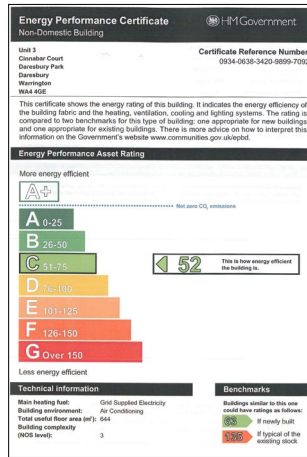 Energy Performance Certificate
HM Government
Non-Domestic Building
Unit 3
Cinnabar Court
Daresbury Park
Daresbury
Warrington
WA4 4GE
Certificate Reference Number
0934-0638-3420-9899-7092
This certificate shows the energy rating of this building. It indicates the energy efficiency of
the building fabric and the heating, ventilation, cooling and lighting systems. The rating is
compared to two benchmarks for this type of building: one appropriate for new buildings
and one appropriate for existing buildings. There is more advice on how to interpret this
information on the Government's website www.communities.gov.uk/epbd.
Energy Performance Asset Rating
More energy efficient
A+
Net zero CO₂ emissions
A 0-25
B 26-50
C 51-75
52
This is how energy efficient
the building is.
D 76-100
E 101-125
F 126-150
G Over 150
Less energy efficient
Technical information
Main heating fuel: Grid Supplied Electricity
Building environment: Air Conditioning
Total useful floor area (m²): 644
Building complexity
(NOS level): 3
Benchmarks
Buildings similar to this one
could have ratings as follows:
If newly built
If typical of the
existing stock